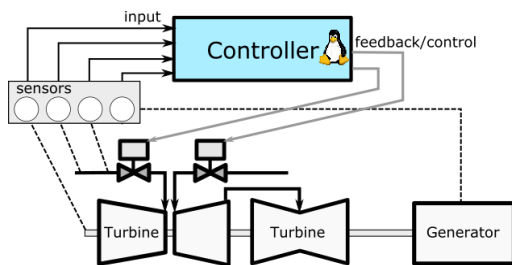 input
Controller
feedback/control
sensors
Turbine
Turbine
Generator